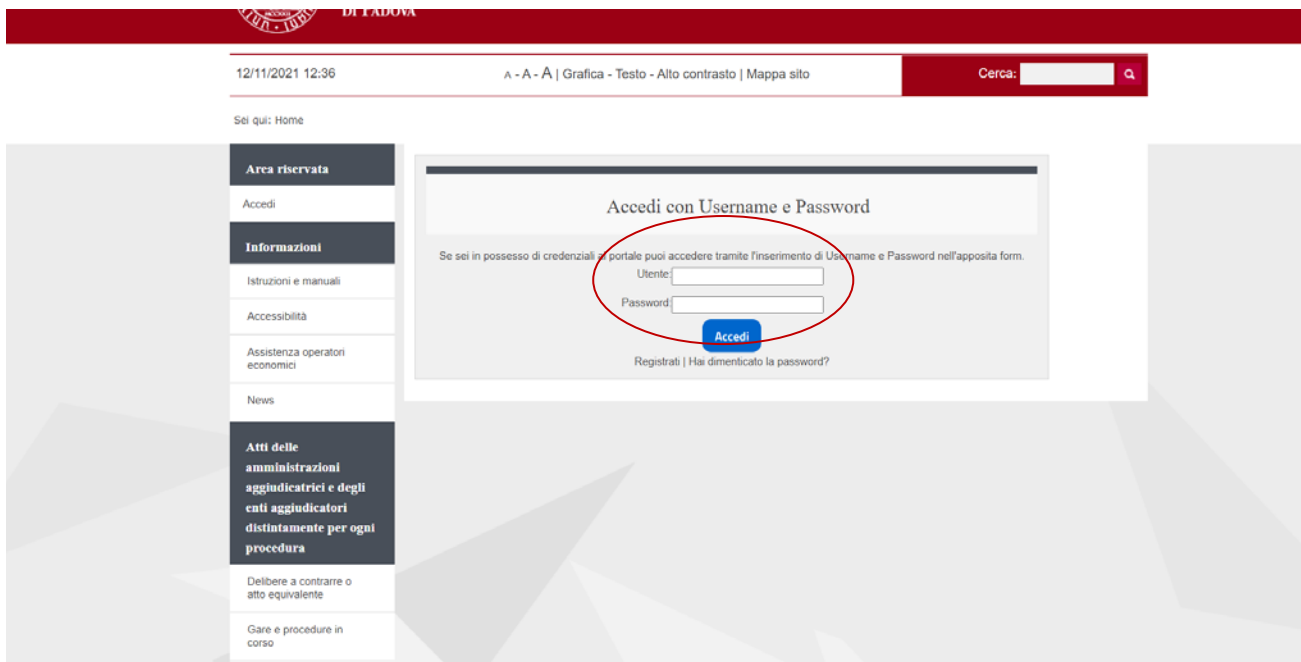 DI PADOVA
12/11/2021 12:36
A - A - A | Grafica - Testo - Alto contrasto | Mappa sito
Cerca:
Sei qui: Home
Area riservata
Accedi
Informazioni
Istruzioni e manuali
Accessibilità
Assistenza operatori
economici
News
Atti delle
amministrazioni
aggiudicatrici e degli
enti aggiudicatori
distintamente per ogni
procedura
Delibere a contrarre o
atto equivalente
Gare e procedure in
corso
Accedi con Username e Password
Se sei in possesso di credenziali al portale puoi accedere tramite l'inserimento di Username e Password nell'apposita form.
Utente:
Password:
Accedi
Registrati | Hai dimenticato la password?